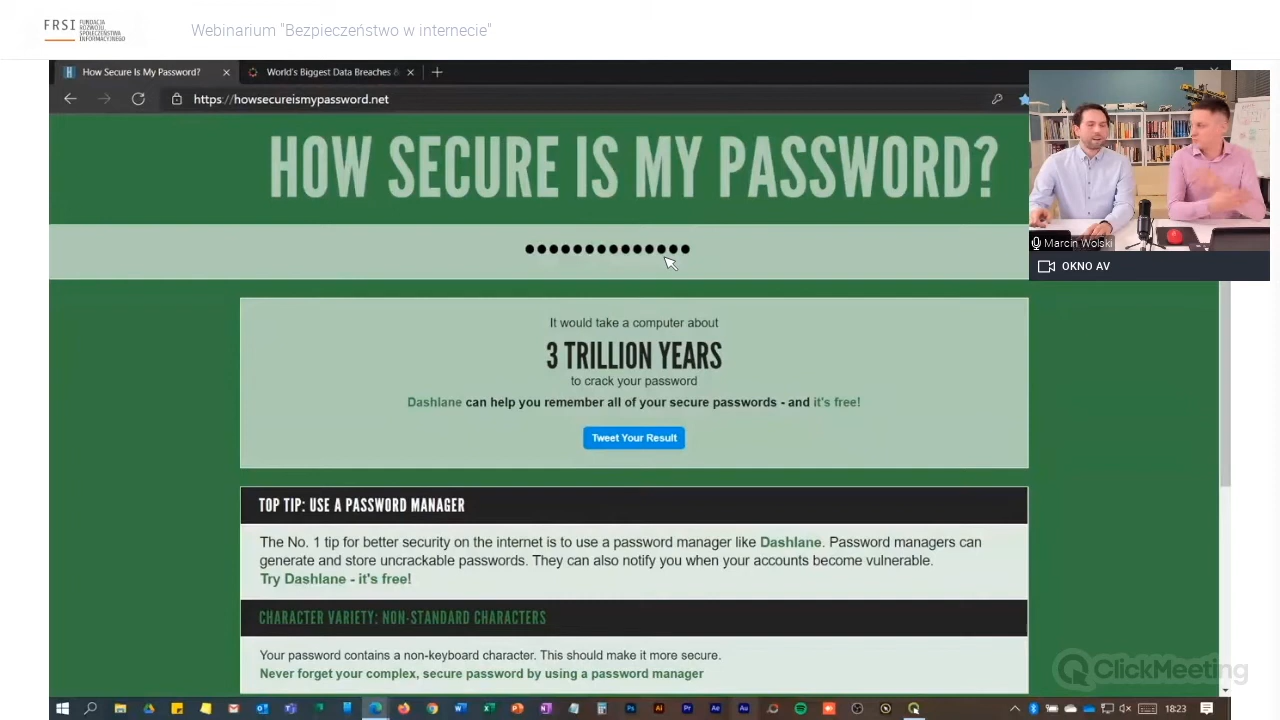 FRSI FUNDACJA
ROZWOJU
SPOŁECZEŃSTWA
INFORMACYJNEGO
Webinarium "Bezpieczeństwo w internecie"
How Secure Is My Password?
World's Biggest Data Breaches &
https://howsecureismypassword.net
HOW SECURE IS MY PASSWORD?
●●●●●●●●●●●●●●
Marcin Wolski
OKNO AV
It would take a computer about
3 TRILLION YEARS
to crack your password
Dashlane can help you remember all of your secure passwords - and it's free!
Tweet Your Result
TOP TIP: USE A PASSWORD MANAGER
The No. 1 tip for better security on the internet is to use a password manager like Dashlane. Password managers can
generate and store uncrackable passwords. They can also notify you when your accounts become vulnerable.
Try Dashlane - it's free!
CHARACTER VARIETY: NON-STANDARD CHARACTERS
Your password contains a non-keyboard character. This should make it more secure.
Never forget your complex, secure password by using a password manager
ClickMeeting
18:23